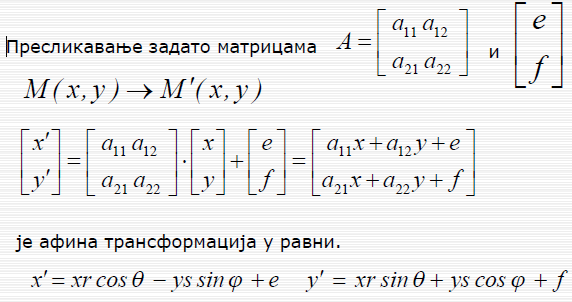 Пресликавање задато матрицама A = [a₁₁ a₁₂; a₂₁ a₂₂] и [e; f]
M(x, y) → M'(x, y)
[x'; y'] = [a₁₁ a₁₂; a₂₁ a₂₂] · [x; y] + [e; f] = [a₁₁x + a₁₂y + e; a₂₁x + a₂₂y + f]
је афина трансформација у равни.
x' = xr cos θ − ys sin φ + e y' = xr sin θ + ys cos φ + f